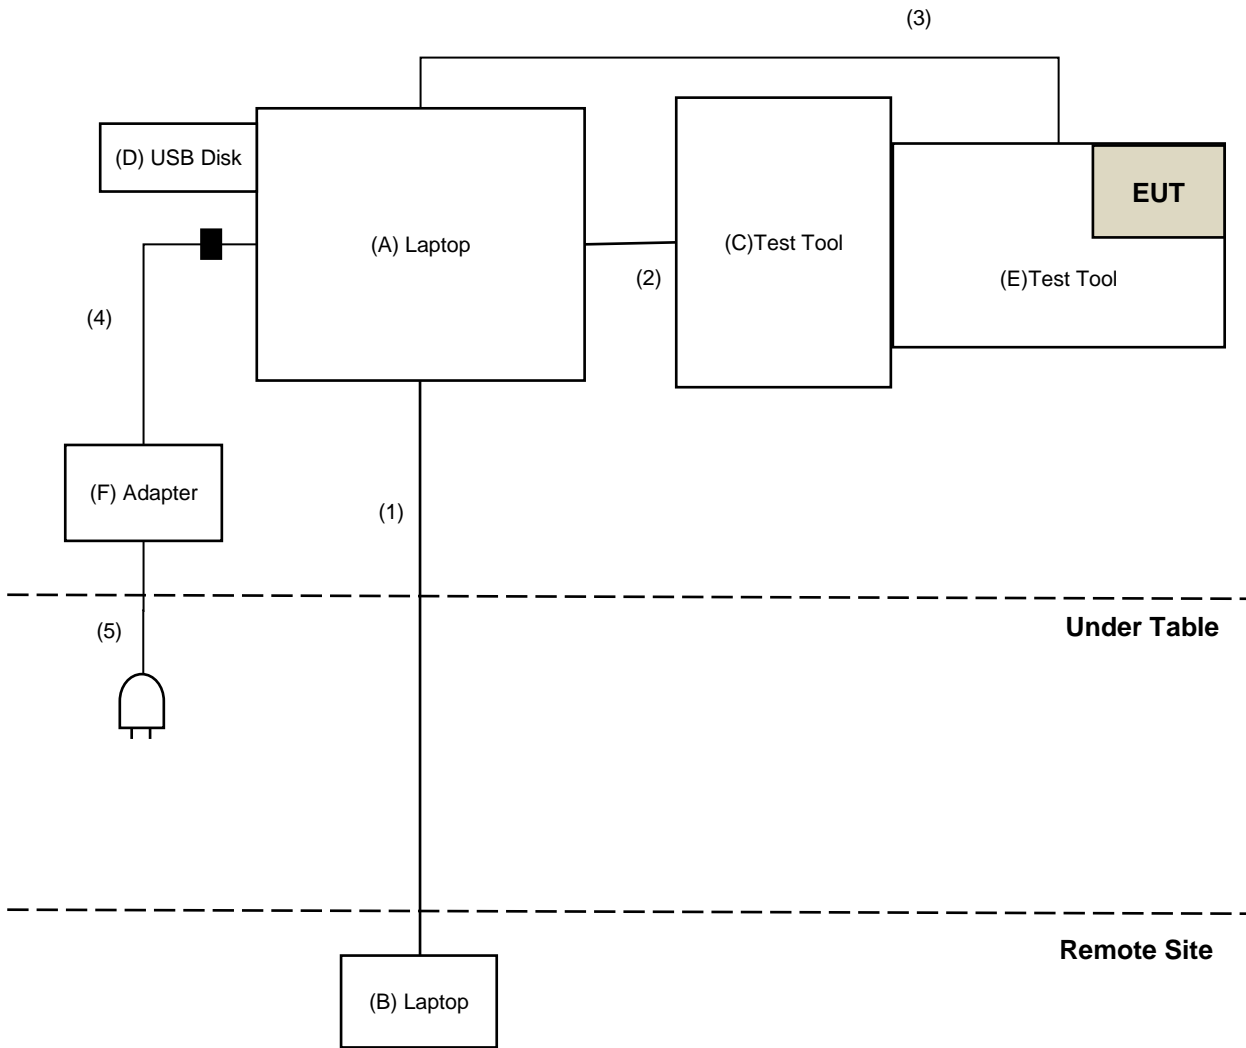 (3)
(D) USB Disk
EUT
(A) Laptop
(C)Test Tool
(2)
(E)Test Tool
(4)
(F) Adapter
(1)
(5)
Under Table
Remote Site
(B) Laptop